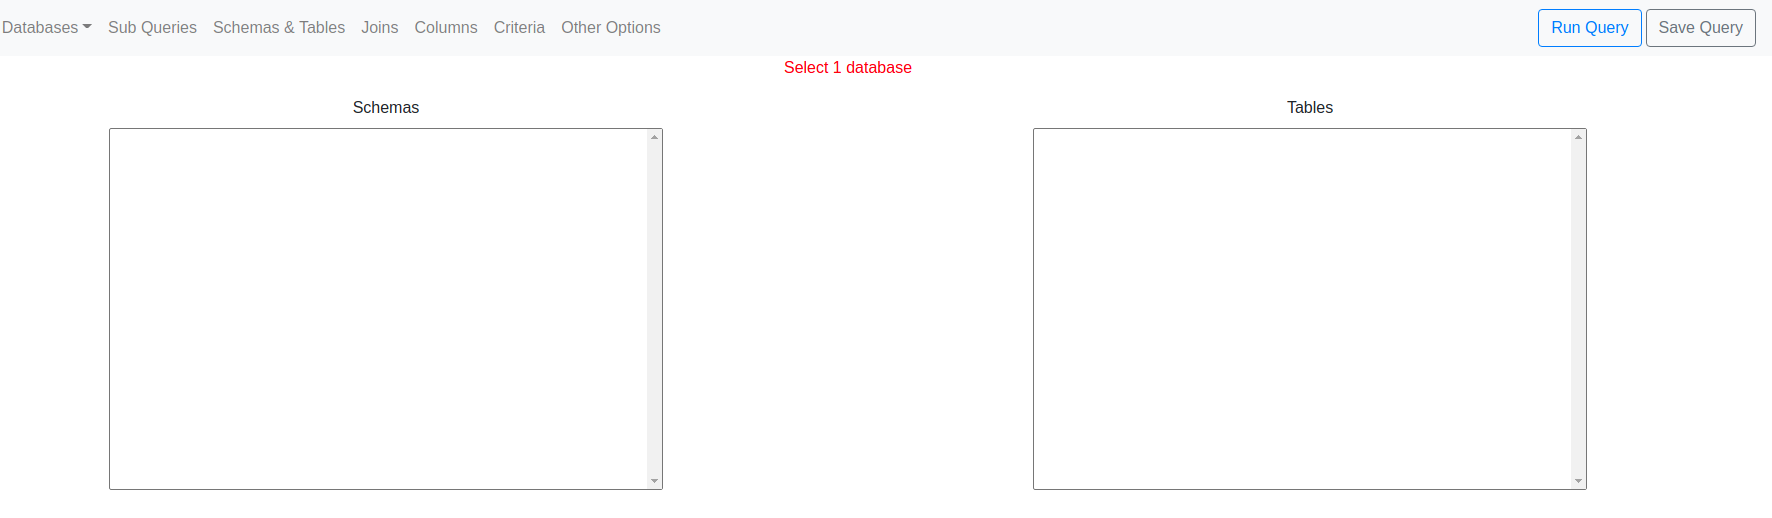 Databases Sub Queries Schemas & Tables Joins Columns Criteria Other Options Run Query Save Query
Select 1 database
Schemas Tables